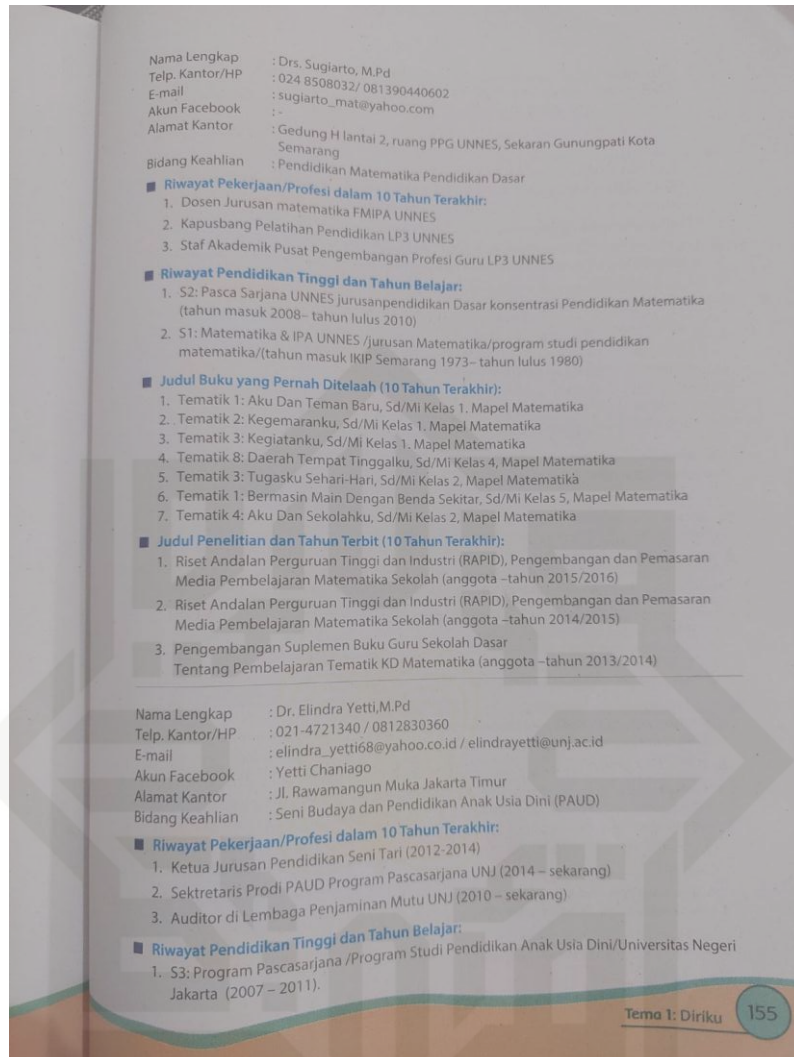 Nama Lengkap : Drs. Sugiarto, M.Pd
Telp. Kantor/HP : 024 8508032/ 081390440602
E-mail : sugiarto_mat@yahoo.com
Akun Facebook : -
Alamat Kantor : Gedung H lantai 2, ruang PPG UNNES, Sekaran Gunungpati Kota
Semarang
Bidang Keahlian : Pendidikan Matematika Pendidikan Dasar
■ Riwayat Pekerjaan/Profesi dalam 10 Tahun Terakhir:
1. Dosen Jurusan matematika FMIPA UNNES
2. Kapusbang Pelatihan Pendidikan LP3 UNNES
3. Staf Akademik Pusat Pengembangan Profesi Guru LP3 UNNES
■ Riwayat Pendidikan Tinggi dan Tahun Belajar:
1. S2: Pasca Sarjana UNNES jurusanpendidikan Dasar konsentrasi Pendidikan Matematika
(tahun masuk 2008– tahun lulus 2010)
2. S1: Matematika & IPA UNNES /jurusan Matematika/program studi pendidikan
matematika/(tahun masuk IKIP Semarang 1973– tahun lulus 1980)
■ Judul Buku yang Pernah Ditelaah (10 Tahun Terakhir):
1. Tematik 1: Aku Dan Teman Baru, Sd/Mi Kelas 1. Mapel Matematika
2. Tematik 2: Kegemaranku, Sd/Mi Kelas 1. Mapel Matematika
3. Tematik 3: Kegiatanku, Sd/Mi Kelas 1. Mapel Matematika
4. Tematik 8: Daerah Tempat Tinggalku, Sd/Mi Kelas 4, Mapel Matematika
5. Tematik 3: Tugasku Sehari-Hari, Sd/Mi Kelas 2, Mapel Matematika
6. Tematik 1: Bermasin Main Dengan Benda Sekitar, Sd/Mi Kelas 5, Mapel Matematika
7. Tematik 4: Aku Dan Sekolahku, Sd/Mi Kelas 2, Mapel Matematika
■ Judul Penelitian dan Tahun Terbit (10 Tahun Terakhir):
1. Riset Andalan Perguruan Tinggi dan Industri (RAPID), Pengembangan dan Pemasaran
Media Pembelajaran Matematika Sekolah (anggota –tahun 2015/2016)
2. Riset Andalan Perguruan Tinggi dan Industri (RAPID), Pengembangan dan Pemasaran
Media Pembelajaran Matematika Sekolah (anggota –tahun 2014/2015)
3. Pengembangan Suplemen Buku Guru Sekolah Dasar
Tentang Pembelajaran Tematik KD Matematika (anggota –tahun 2013/2014)
Nama Lengkap : Dr. Elindra Yetti,M.Pd
Telp. Kantor/HP : 021-4721340 / 0812830360
E-mail : elindra_yetti68@yahoo.co.id / elindrayetti@unj.ac.id
Akun Facebook : Yetti Chaniago
Alamat Kantor : Jl. Rawamangun Muka Jakarta Timur
Bidang Keahlian : Seni Budaya dan Pendidikan Anak Usia Dini (PAUD)
■ Riwayat Pekerjaan/Profesi dalam 10 Tahun Terakhir:
1. Ketua Jurusan Pendidikan Seni Tari (2012-2014)
2. Sektretaris Prodi PAUD Program Pascasarjana UNJ (2014 – sekarang)
3. Auditor di Lembaga Penjaminan Mutu UNJ (2010 – sekarang)
■ Riwayat Pendidikan Tinggi dan Tahun Belajar:
1. S3: Program Pascasarjana /Program Studi Pendidikan Anak Usia Dini/Universitas Negeri
Jakarta (2007 – 2011).
Tema 1: Diriku 155